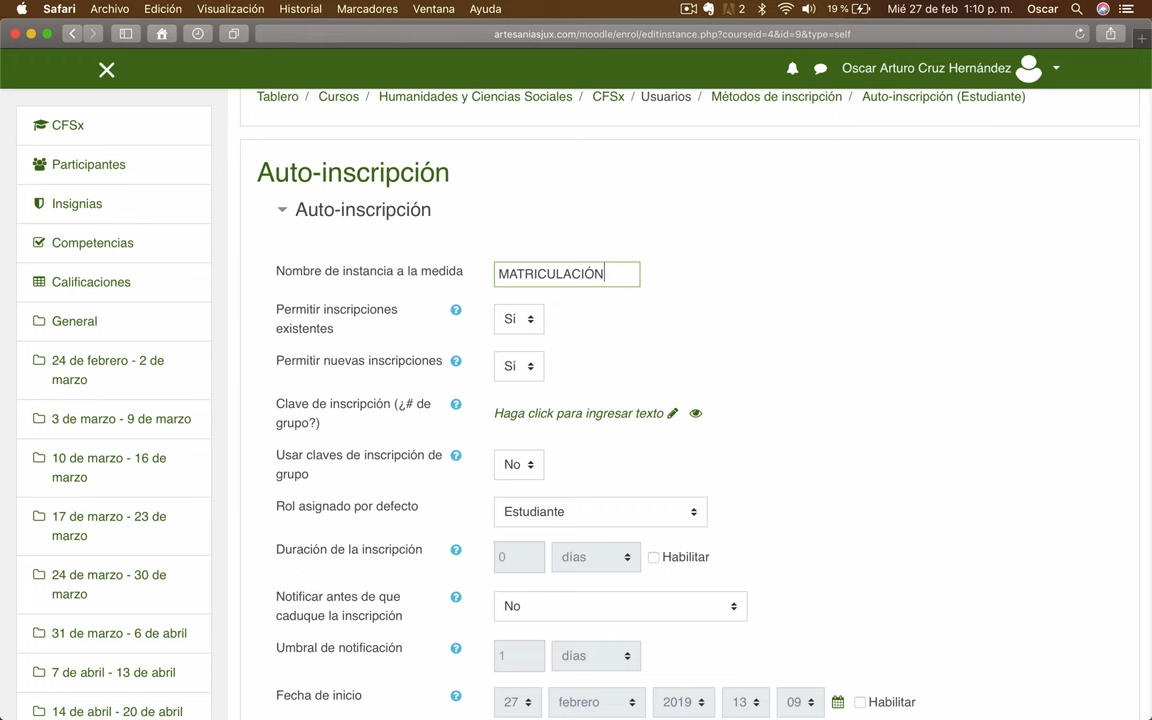 Safari Archivo Edición Visualización Historial Marcadores Ventana Ayuda 2 19 % Mié 27 de feb 1:10 p. m. Oscar
artesaniasjux.com/moodle/enrol/editinstance.php?courseid=4&id=9&type=self
Oscar Arturo Cruz Hernández
Tablero / Cursos / Humanidades y Ciencias Sociales / CFSx / Usuarios / Métodos de inscripción / Auto-inscripción (Estudiante)
CFSx
Participantes
Insignias
Competencias
Calificaciones
General
24 de febrero - 2 de
marzo
3 de marzo - 9 de marzo
10 de marzo - 16 de
marzo
17 de marzo - 23 de
marzo
24 de marzo - 30 de
marzo
31 de marzo - 6 de abril
7 de abril - 13 de abril
14 de abril - 20 de abril
Auto-inscripción
Auto-inscripción
Nombre de instancia a la medida MATRICULACIÓN
Permitir inscripciones
existentes
Sí
Permitir nuevas inscripciones Sí
Clave de inscripción (¿# de
grupo?)
Haga click para ingresar texto
Usar claves de inscripción de
grupo
No
Rol asignado por defecto Estudiante
Duración de la inscripción 0 días Habilitar
Notificar antes de que
caduque la inscripción
No
Umbral de notificación 1 días
Fecha de inicio 27 febrero 2019 13 09 Habilitar